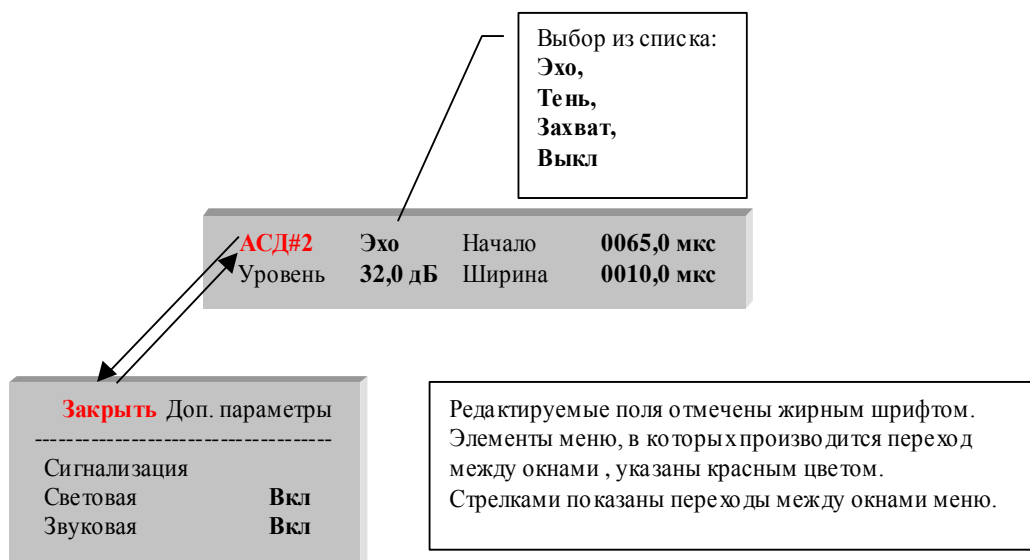 Выбор из списка:
Эхо,
Тень,
Захват,
Выкл
АСД#2 Эхо Начало 0065,0 мкс
Уровень 32,0 дБ Ширина 0010,0 мкс
Закрыть Доп. параметры
------------------------------------
Сигнализация
Световая Вкл
Звуковая Вкл
Редактируемые поля отмечены жирным шрифтом.
Элементы меню, в которых производится переход
между окнами , указаны красным цветом.
Стрелками показаны переходы между окнами меню.